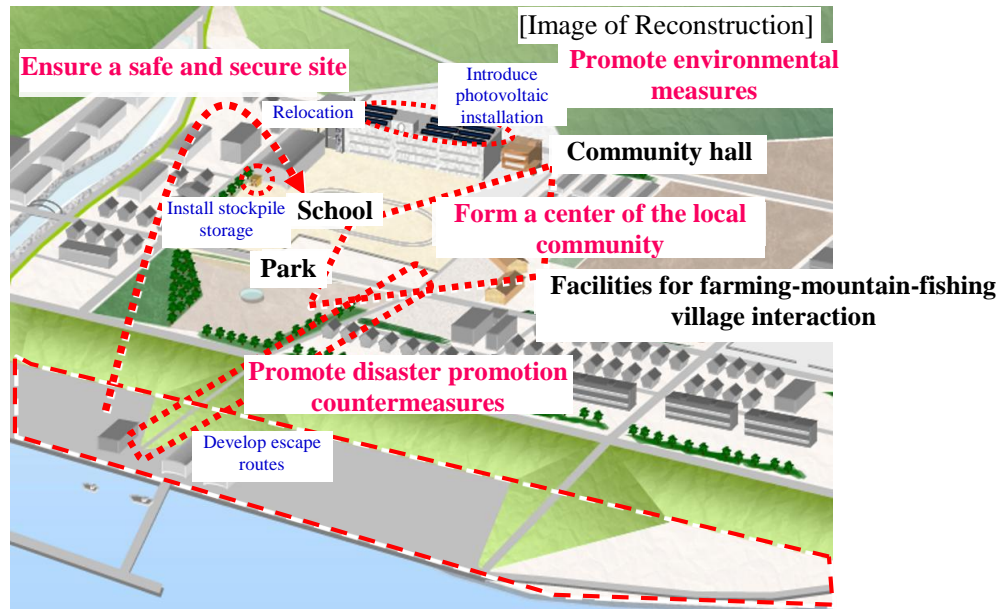 [Image of Reconstruction]
Ensure a safe and secure site
Promote environmental
measures
Introduce
photovoltaic
installation
Relocation
Community hall
Install stockpile
storage
School
Form a center of the local
community
Park
Facilities for farming-mountain-fishing
village interaction
Promote disaster promotion
countermeasures
Develop escape
routes